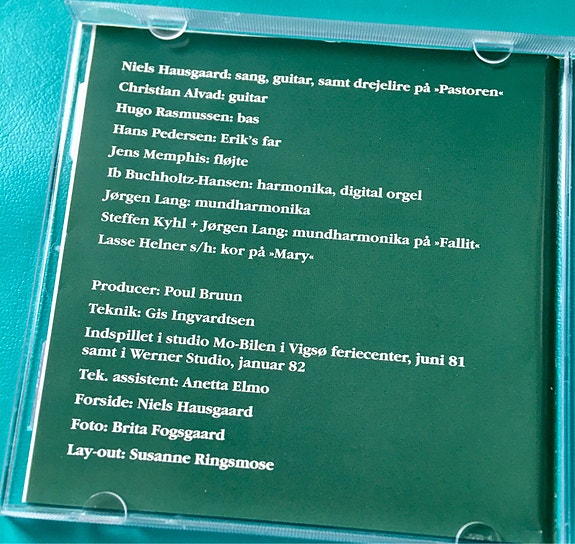 Niels Hausgaard: sang, guitar, samt drejelire på »Pastoren«
Christian Alvad: guitar
Hugo Rasmussen: bas
Hans Pedersen: Erik's far
Jens Memphis: fløjte
Ib Buchholtz-Hansen: harmonika, digital orgel
Jørgen Lang: mundharmonika
Steffen Kyhl + Jørgen Lang: mundharmonika på »Fallit«
Lasse Helner s/h: kor på »Mary«
Producer: Poul Bruun
Teknik: Gis Ingvardtsen
Indspillet i studio Mo-Bilen i Vigsø feriecenter, juni 81
samt i Werner Studio, januar 82
Tek. assistent: Anetta Elmo
Forside: Niels Hausgaard
Foto: Brita Fogsgaard
Lay-out: Susanne Ringsmose